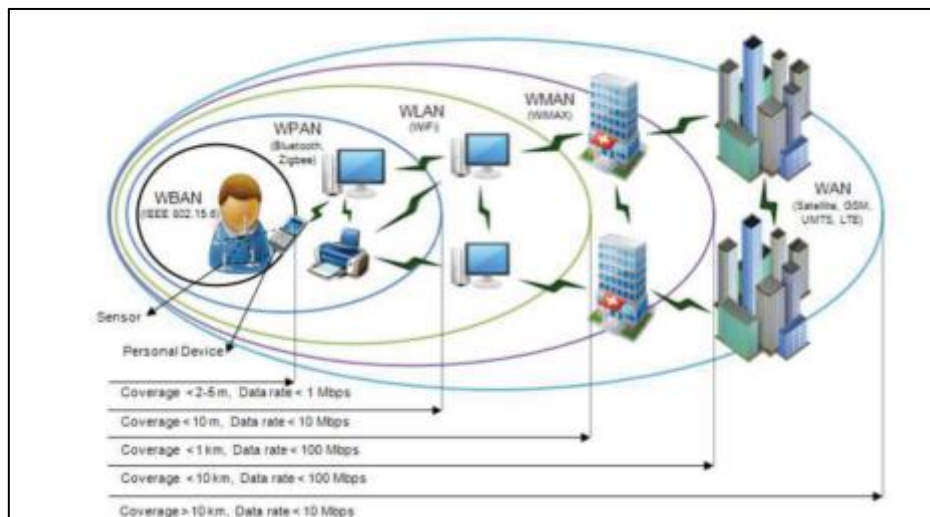 WPAN
(Bluetooth,
Zigbee)
WLAN
(WiFi)
WMAN
(WiMAX)
WBAN
(IEEE 802.15.6)
WAN
(Satellite, GSM,
UMTS, LTE)
Sensor
Personal Device
Coverage <2-5 m, Data rate < 1 Mbps
Coverage < 10 m, Data rate < 10 Mbps
Coverage <1 km, Data rate < 100 Mbps
Coverage <10 km, Data rate < 100 Mbps
Coverage > 10 km, Data rate < 10 Mbps